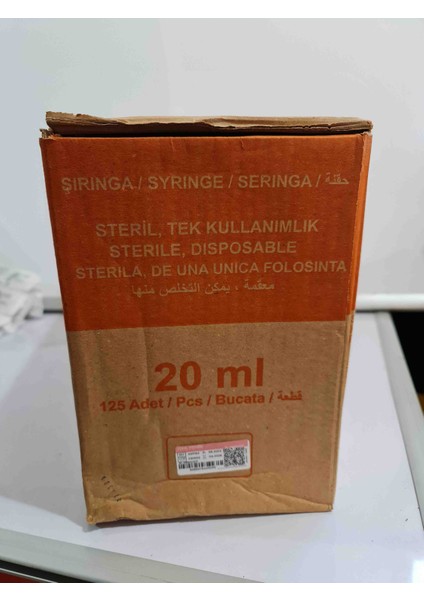 ŞIRINGA / SYRINGE / SERINGA / حقنة
STERİL, TEK KULLANIMLIK
STERILE, DISPOSABLE
STERILA, DE UNA UNICA FOLOSINTA
معقمة ، يمكن التخلص منها
20 ml
125 Adet / Pcs / Bucata / قطعة